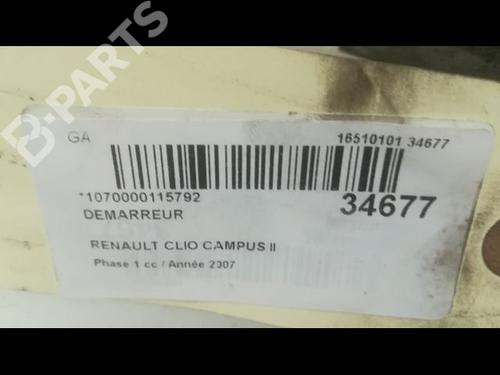 B-PARTS
GA
16510101 34677
*1070000115792
34677
DEMARREUR
RENAULT CLIO CAMPUS II
Phase 1 cc / Année 2007